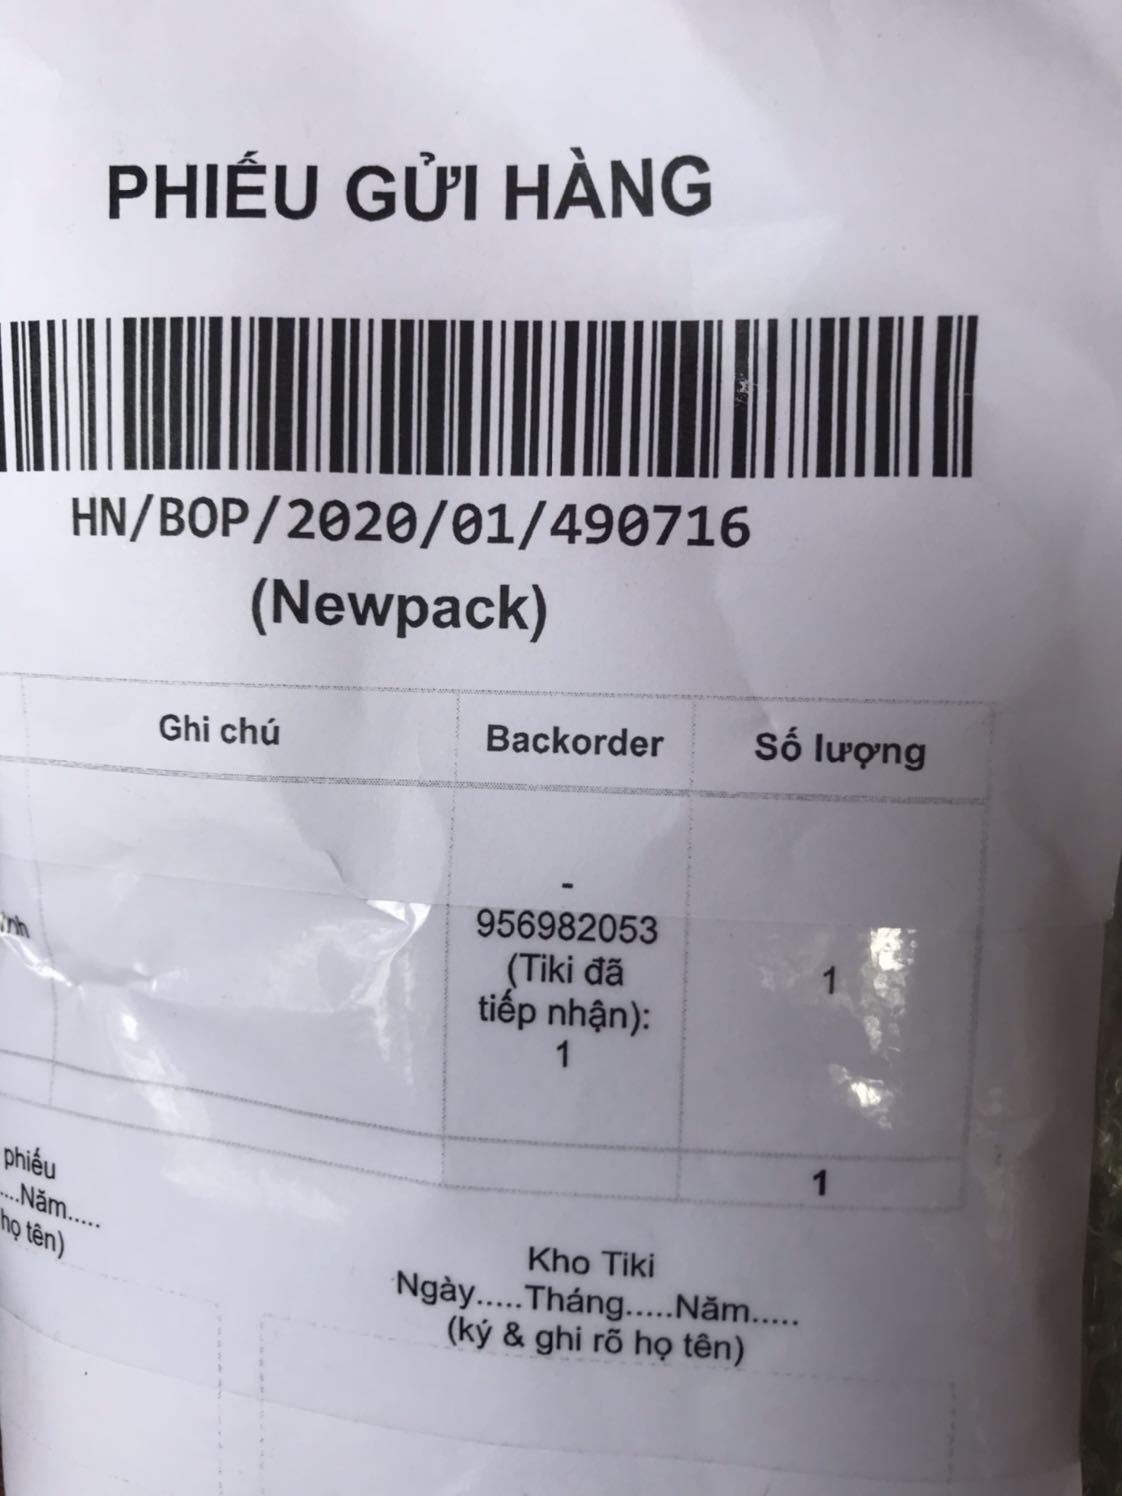 PHIẾU GỬI HÀNG
HN/BOP/2020/01/490716
(Newpack)
Ghi chú Backorder Số lượng
-
956982053
(Tiki đã
tiếp nhận):
1
1
1
phiếu
....Năm.....
họ tên)
Kho Tiki
Ngày.....Tháng.....Năm.....
(ký & ghi rõ họ tên)